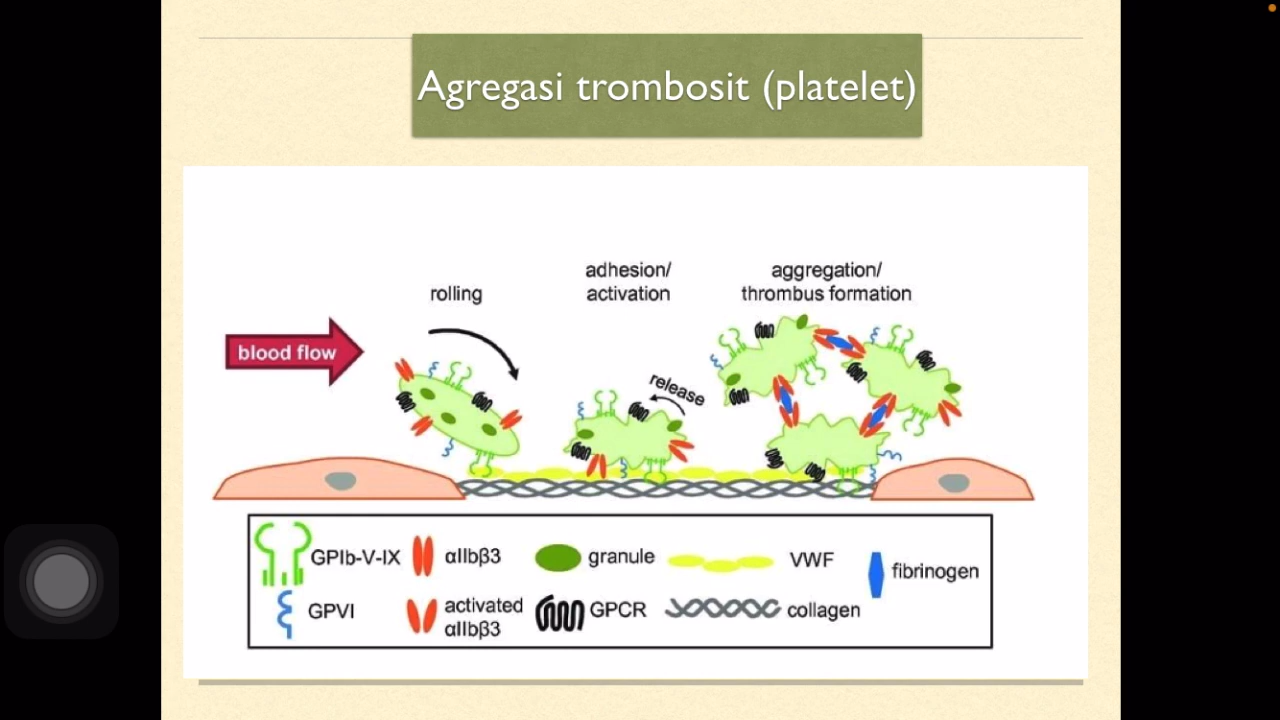 Agregasi trombosit (platelet)
rolling
adhesion/
activation
aggregation/
thrombus formation
blood flow
release
GPIb-V-IX
αIIbβ3
granule
VWF
fibrinogen
GPVI
activated
αIIbβ3
GPCR
collagen